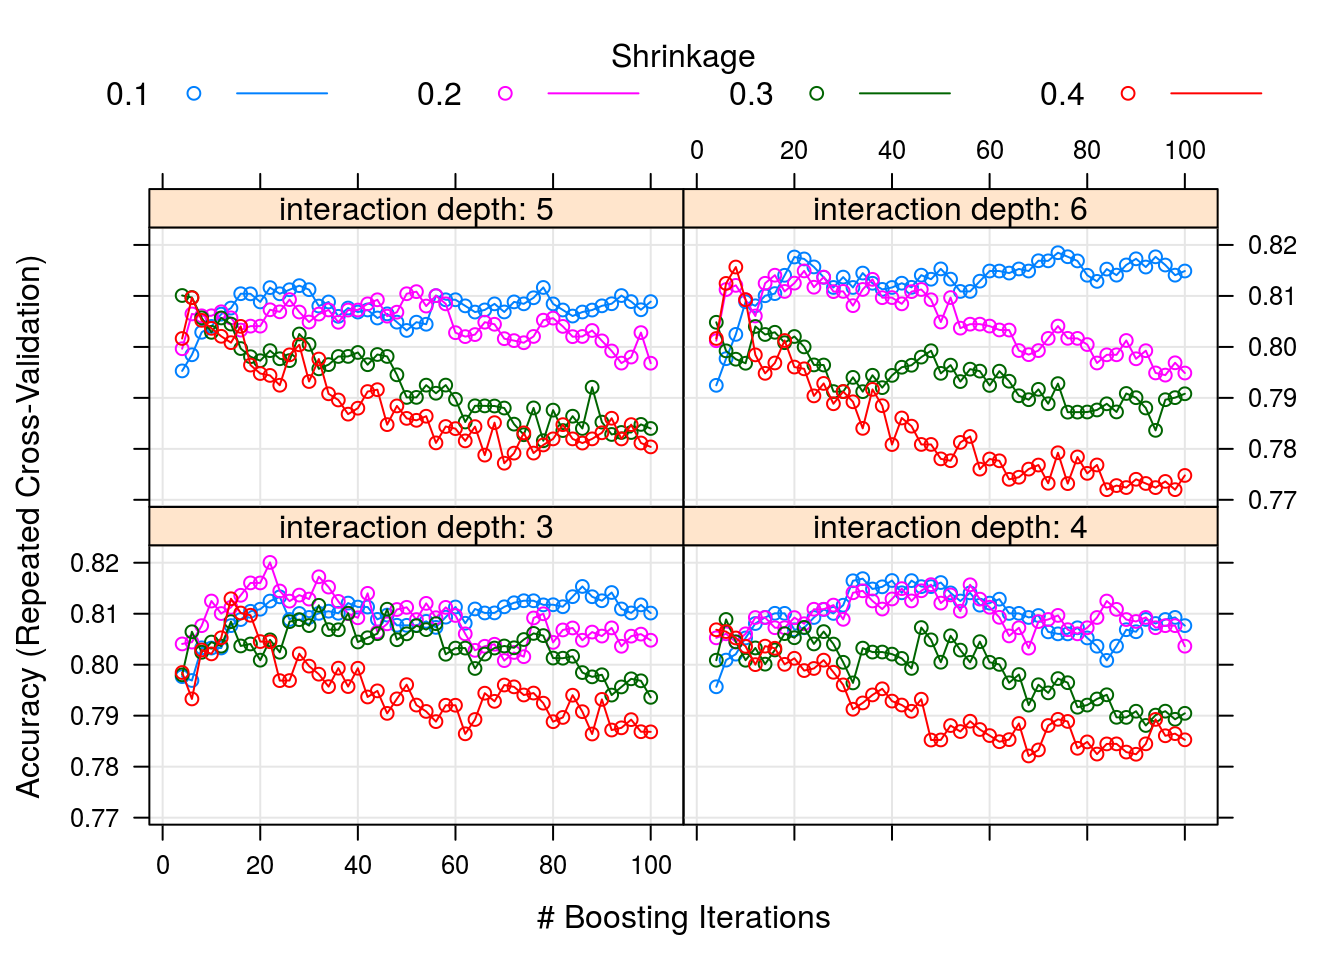 Shrinkage
0.1 0.2 0.3 0.4
0 20 40 60 80 100
interaction depth: 5 interaction depth: 6
0.82
0.81
0.80
0.79
0.78
0.77
interaction depth: 3 interaction depth: 4
0.82
0.81
0.80
0.79
0.78
0.77
0 20 40 60 80 100
Accuracy (Repeated Cross-Validation)
# Boosting Iterations